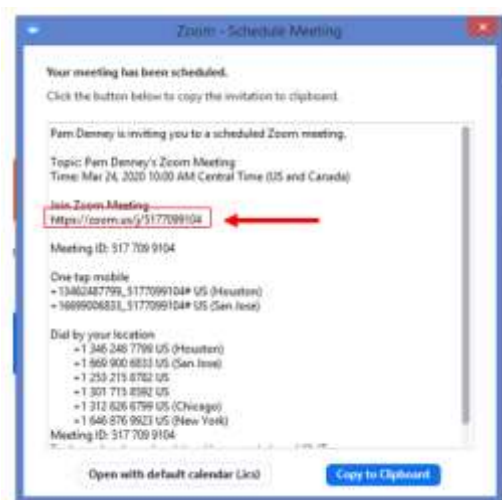 Zoom - Schedule Meeting
Your meeting has been scheduled.
Click the button below to copy the invitation to clipboard.
Pam Denney is inviting you to a scheduled Zoom meeting.
Topic: Pam Denney's Zoom Meeting
Time: Mar 24, 2020 10:00 AM Central Time (US and Canada)
Join Zoom Meeting
https://zoom.us/j/5177099104
Meeting ID: 517 709 9104
One tap mobile
+13462487799,,5177099104# US (Houston)
+16699006833,,5177099104# US (San Jose)
Dial by your location
+1 346 248 7799 US (Houston)
+1 669 900 6833 US (San Jose)
+1 253 215 8782 US
+1 301 715 8592 US
+1 312 626 6799 US (Chicago)
+1 646 876 9923 US (New York)
Meeting ID: 517 709 9104
Open with default calendar (.ics)
Copy to Clipboard